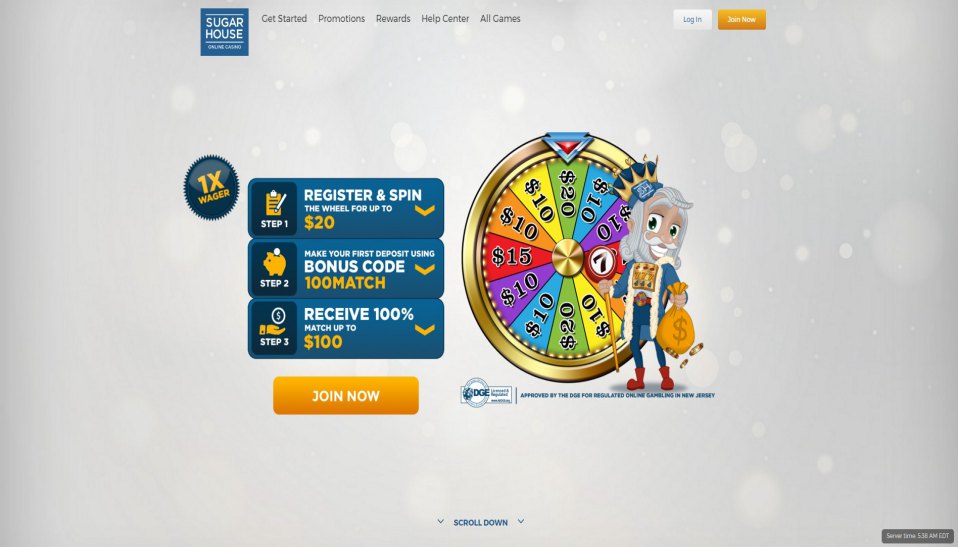 SUGAR
HOUSE
ONLINE CASINO
Get Started Promotions Rewards Help Center All Games
Log In Join Now
1X
WAGER
STEP 1
REGISTER & SPIN
THE WHEEL FOR UP TO
$20
STEP 2
MAKE YOUR FIRST DEPOSIT USING
BONUS CODE
100MATCH
STEP 3
RECEIVE 100%
MATCH UP TO
$100
JOIN NOW
$20
$10
$10
$10
$10
$15
$10
$10
$20
$10
7
SH
777
$
DGE
Licensed &
Regulated
APPROVED BY THE DGE FOR REGULATED ONLINE GAMBLING IN NEW JERSEY
SCROLL DOWN
Server time: 5:38 AM EDT